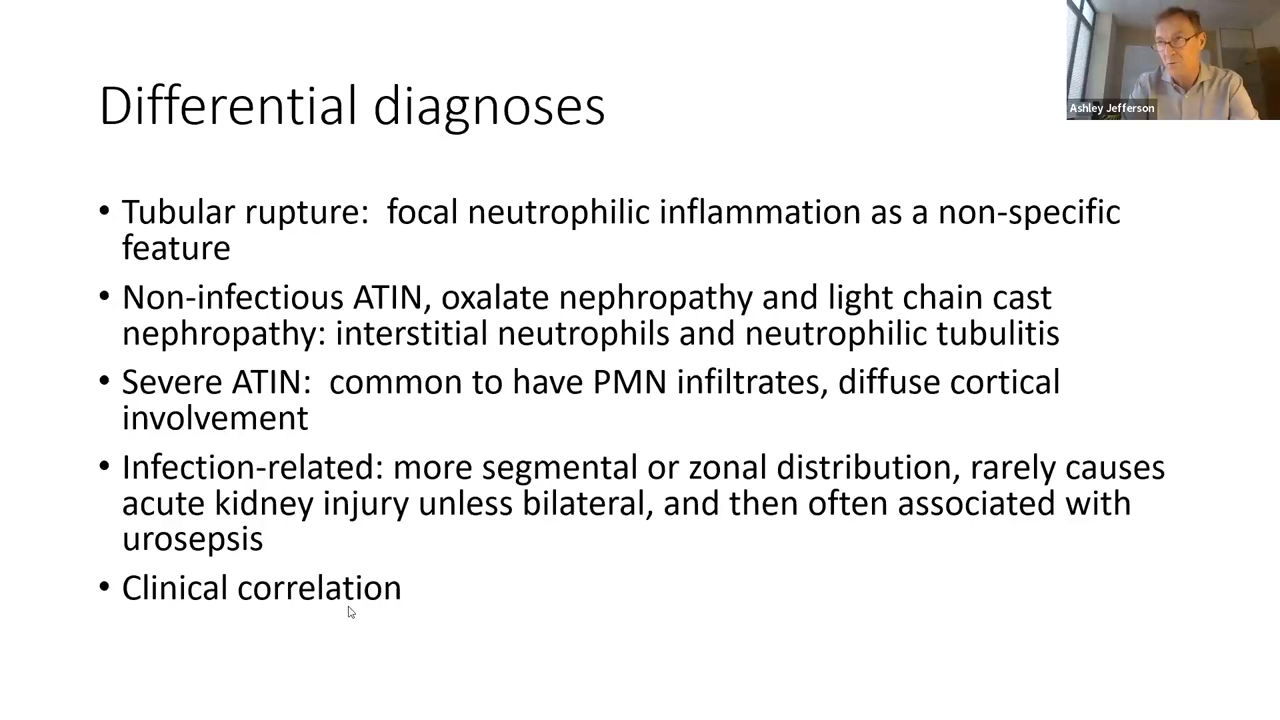 Ashley Jefferson
Differential diagnoses
• Tubular rupture:  focal neutrophilic inflammation as a non-specific
feature
• Non-infectious ATIN, oxalate nephropathy and light chain cast
nephropathy: interstitial neutrophils and neutrophilic tubulitis
• Severe ATIN:  common to have PMN infiltrates, diffuse cortical
involvement
• Infection-related: more segmental or zonal distribution, rarely causes
acute kidney injury unless bilateral, and then often associated with
urosepsis
• Clinical correlation